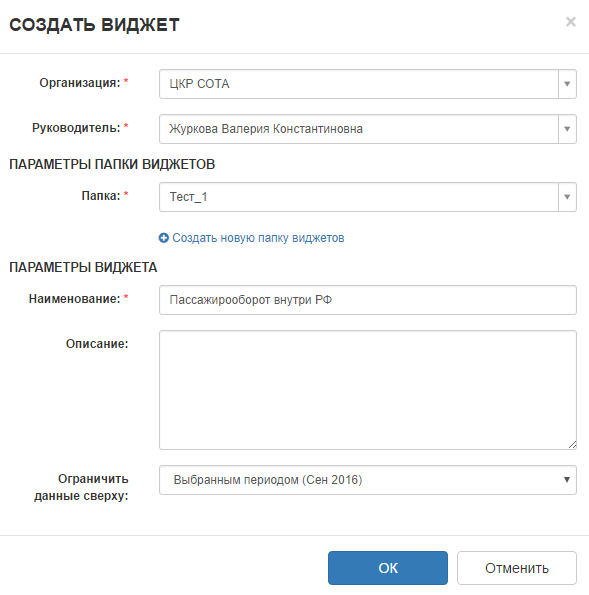 СОЗДАТЬ ВИДЖЕТ
×
Организация: *
ЦКР СОТА
Руководитель: *
Журкова Валерия Константиновна
ПАРАМЕТРЫ ПАПКИ ВИДЖЕТОВ
Папка: *
Тест_1
Создать новую папку виджетов
ПАРАМЕТРЫ ВИДЖЕТА
Наименование: *
Пассажирооборот внутри РФ
Описание:
Ограничить
данные сверху:
Выбранным периодом (Сен 2016)
ОК
Отменить